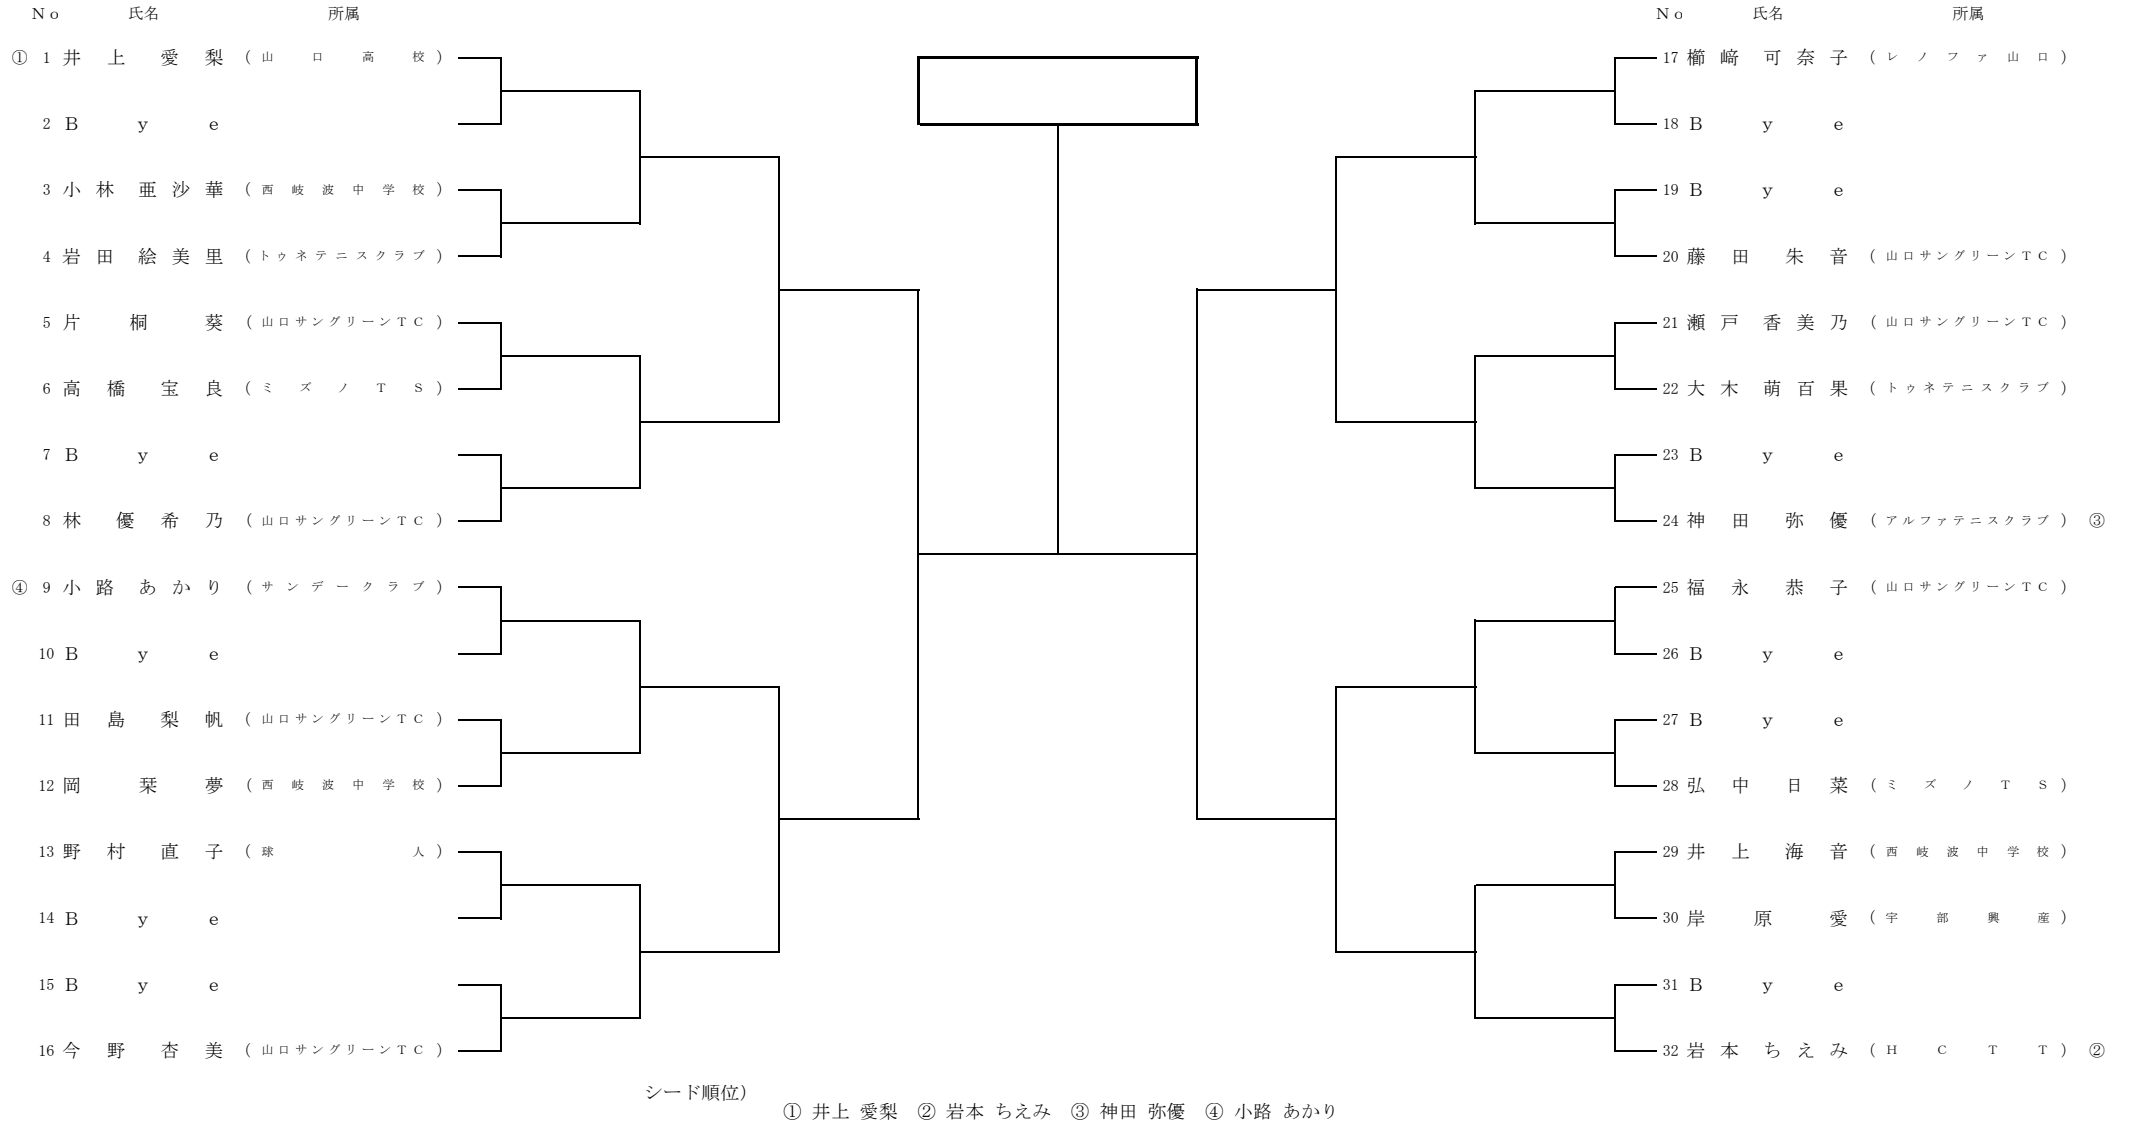 No 氏名 所属
① 1 井上 愛梨 (山口高校)
2 Bye
3 小林 亜沙華 (西岐波中学校)
4 岩田 絵美里 (トゥネテニスクラブ)
5 片桐 葵 (山口サングリーンTC)
6 高橋 宝良 (ミズノTS)
7 Bye
8 林 優希乃 (山口サングリーンTC)
④ 9 小路 あかり (サンデークラブ)
10 Bye
11 田島 梨帆 (山口サングリーンTC)
12 岡 栞夢 (西岐波中学校)
13 野村 直子 (球人)
14 Bye
15 Bye
16 今野 杏美 (山口サングリーンTC)
No 氏名 所属
17 櫛﨑 可奈子 (レノファ山口)
18 Bye
19 Bye
20 藤田 朱音 (山口サングリーンTC)
21 瀬戸 香美乃 (山口サングリーンTC)
22 大木 萌百果 (トゥネテニスクラブ)
23 Bye
24 神田 弥優 (アルファテニスクラブ) ③
25 福永 恭子 (山口サングリーンTC)
26 Bye
27 Bye
28 弘中 日菜 (ミズノTS)
29 井上 海音 (西岐波中学校)
30 岸原 愛 (宇部興産)
31 Bye
32 岩本 ちえみ (HCTT) ②
シード順位)
① 井上 愛梨 ② 岩本 ちえみ ③ 神田 弥優 ④ 小路 あかり